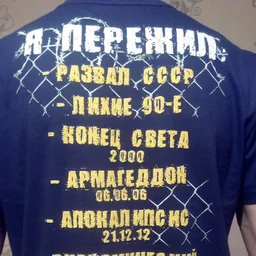 Я ПЕРЕЖИЛ
- РАЗВАЛ СССР
- ЛИХИЕ 90-Е
- КОНЕЦ СВЕТА
2000
- АРМАГЕДДОН
06.06.06
- АПОКАЛИПСИС
21.12.12